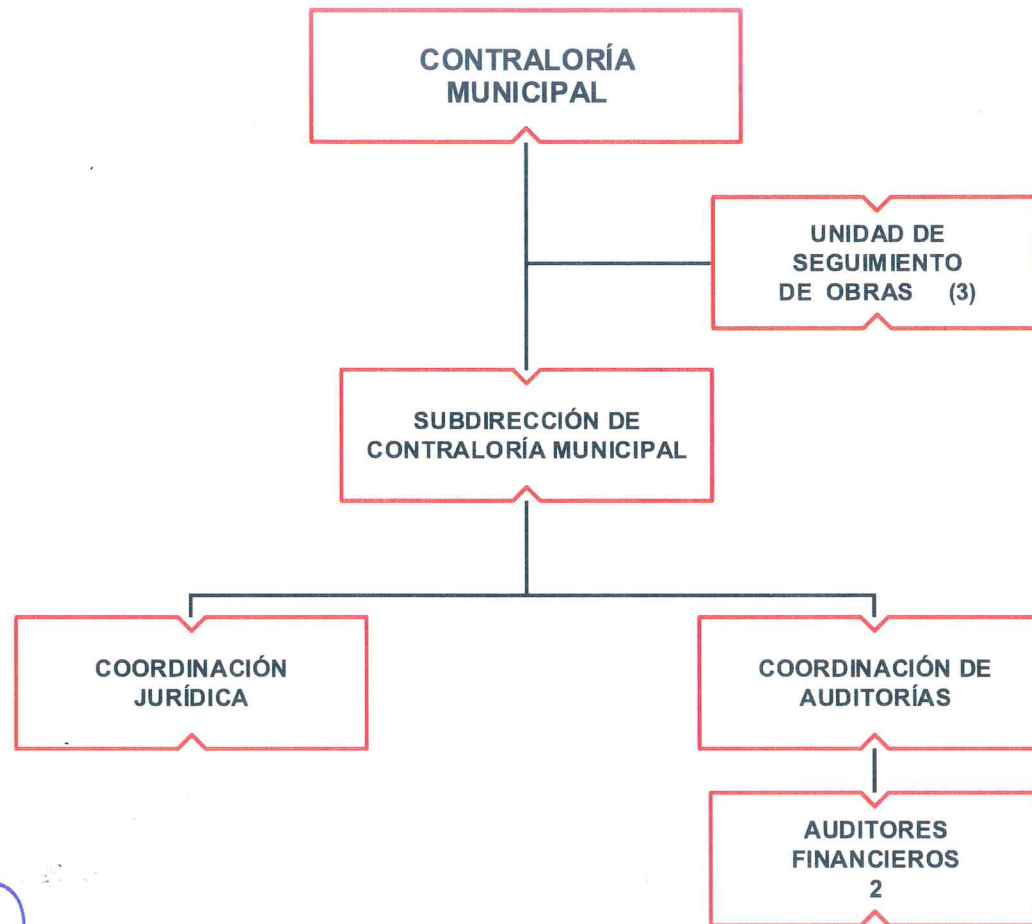 CONTRALORÍA
MUNICIPAL
UNIDAD DE
SEGUIMIENTO
DE OBRAS (3)
SUBDIRECCIÓN DE
CONTRALORÍA MUNICIPAL
COORDINACIÓN
JURÍDICA
COORDINACIÓN DE
AUDITORÍAS
AUDITORES
FINANCIEROS
2